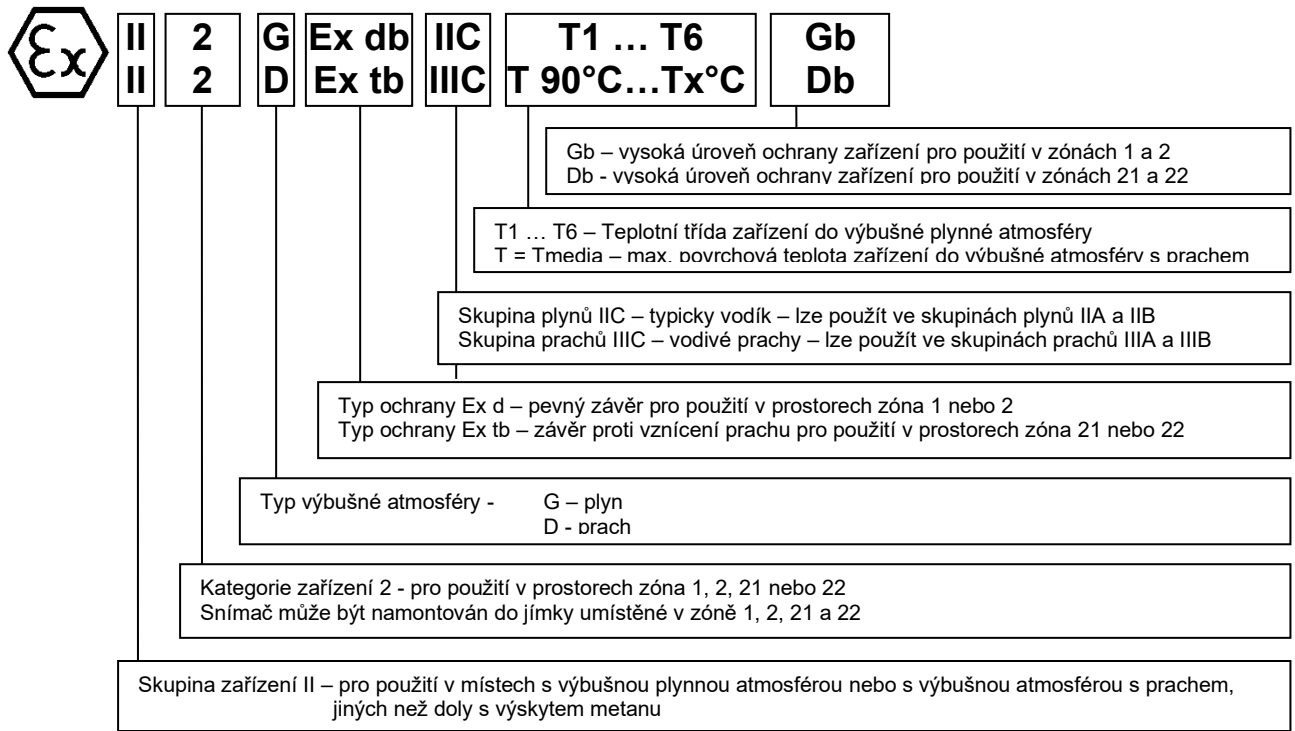 Ex II 2 G Ex db IIC T1 … T6 Gb
II 2 D Ex tb IIIC T 90°C…Tx°C Db
Gb – vysoká úroveň ochrany zařízení pro použití v zónách 1 a 2
Db - vysoká úroveň ochrany zařízení pro použití v zónách 21 a 22
T1 … T6 – Teplotní třída zařízení do výbušné plynné atmosféry
T = Tmedia – max. povrchová teplota zařízení do výbušné atmosféry s prachem
Skupina plynů IIC – typicky vodík – lze použít ve skupinách plynů IIA a IIB
Skupina prachů IIIC – vodivé prachy – lze použít ve skupinách prachů IIIA a IIIB
Typ ochrany Ex d – pevný závěr pro použití v prostorech zóna 1 nebo 2
Typ ochrany Ex tb – závěr proti vznícení prachu pro použití v prostorech zóna 21 nebo 22
Typ výbušné atmosféry - G – plyn
D - prach
Kategorie zařízení 2 - pro použití v prostorech zóna 1, 2, 21 nebo 22
Snímač může být namontován do jímky umístěné v zóně 1, 2, 21 a 22
Skupina zařízení II – pro použití v místech s výbušnou plynnou atmosférou nebo s výbušnou atmosférou s prachem,
jiných než doly s výskytem metanu